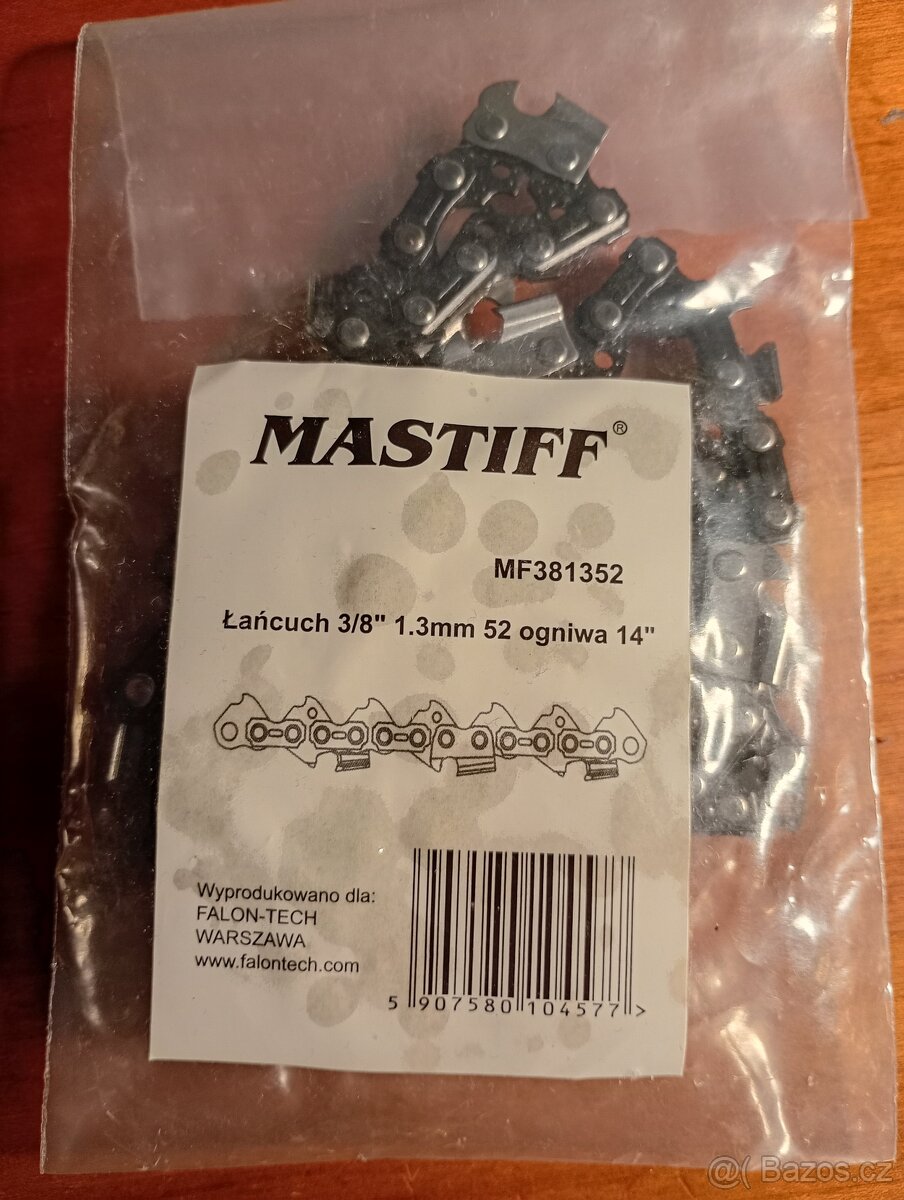 MASTIFF®
MF381352
Łańcuch 3/8" 1.3mm 52 ogniwa 14"
Wyprodukowano dla:
FALON-TECH
WARSZAWA
www.falontech.com
5 907580 104577 >
@( Bazos.cz